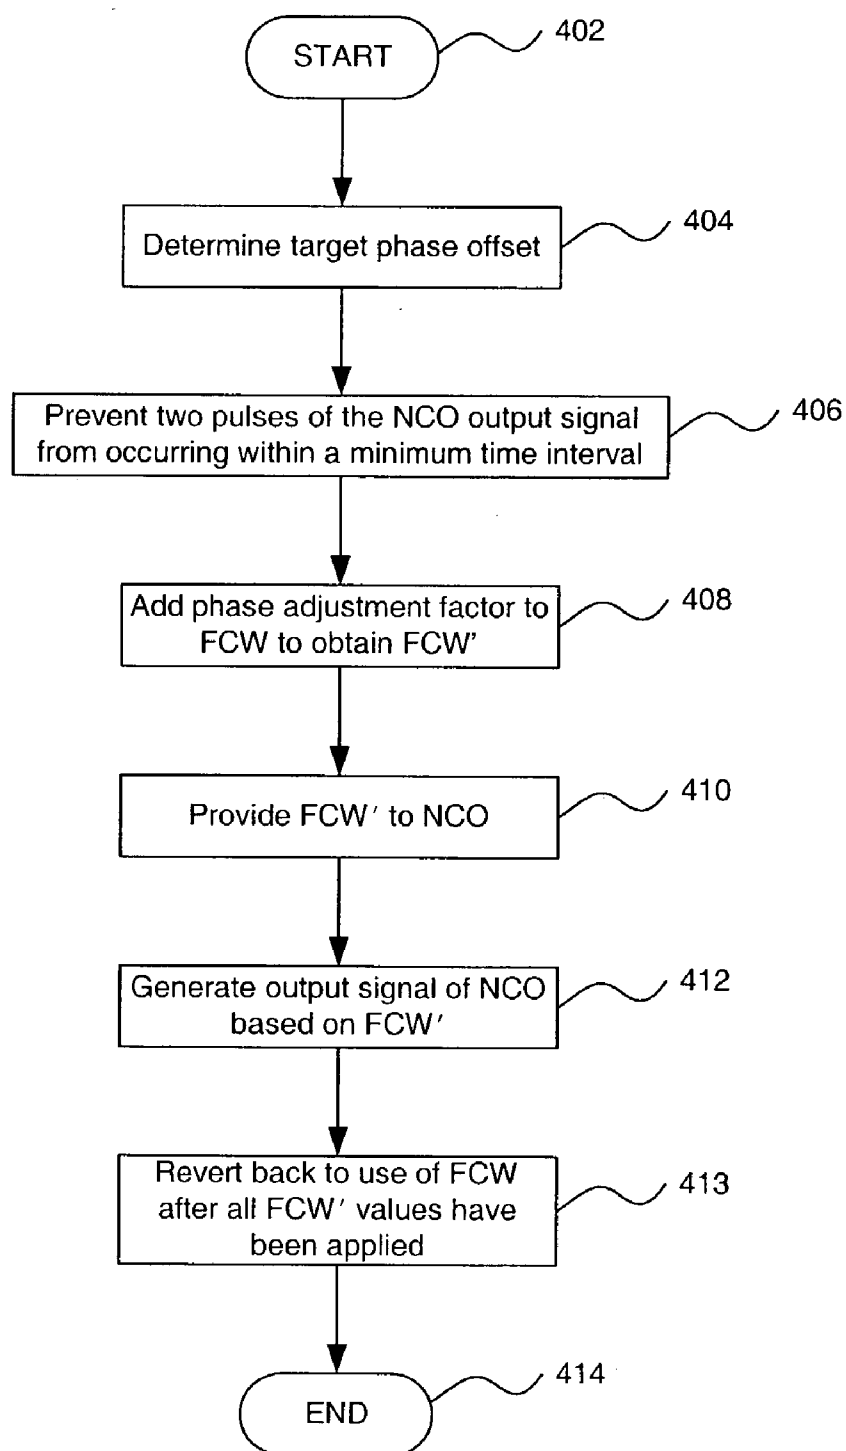 START
402
Determine target phase offset
404
Prevent two pulses of the NCO output signal
from occurring within a minimum time interval
406
Add phase adjustment factor to
FCW to obtain FCW’
408
Provide FCW′ to NCO
410
Generate output signal of NCO
based on FCW′
412
Revert back to use of FCW
after all FCW′ values have
been applied
413
END
414